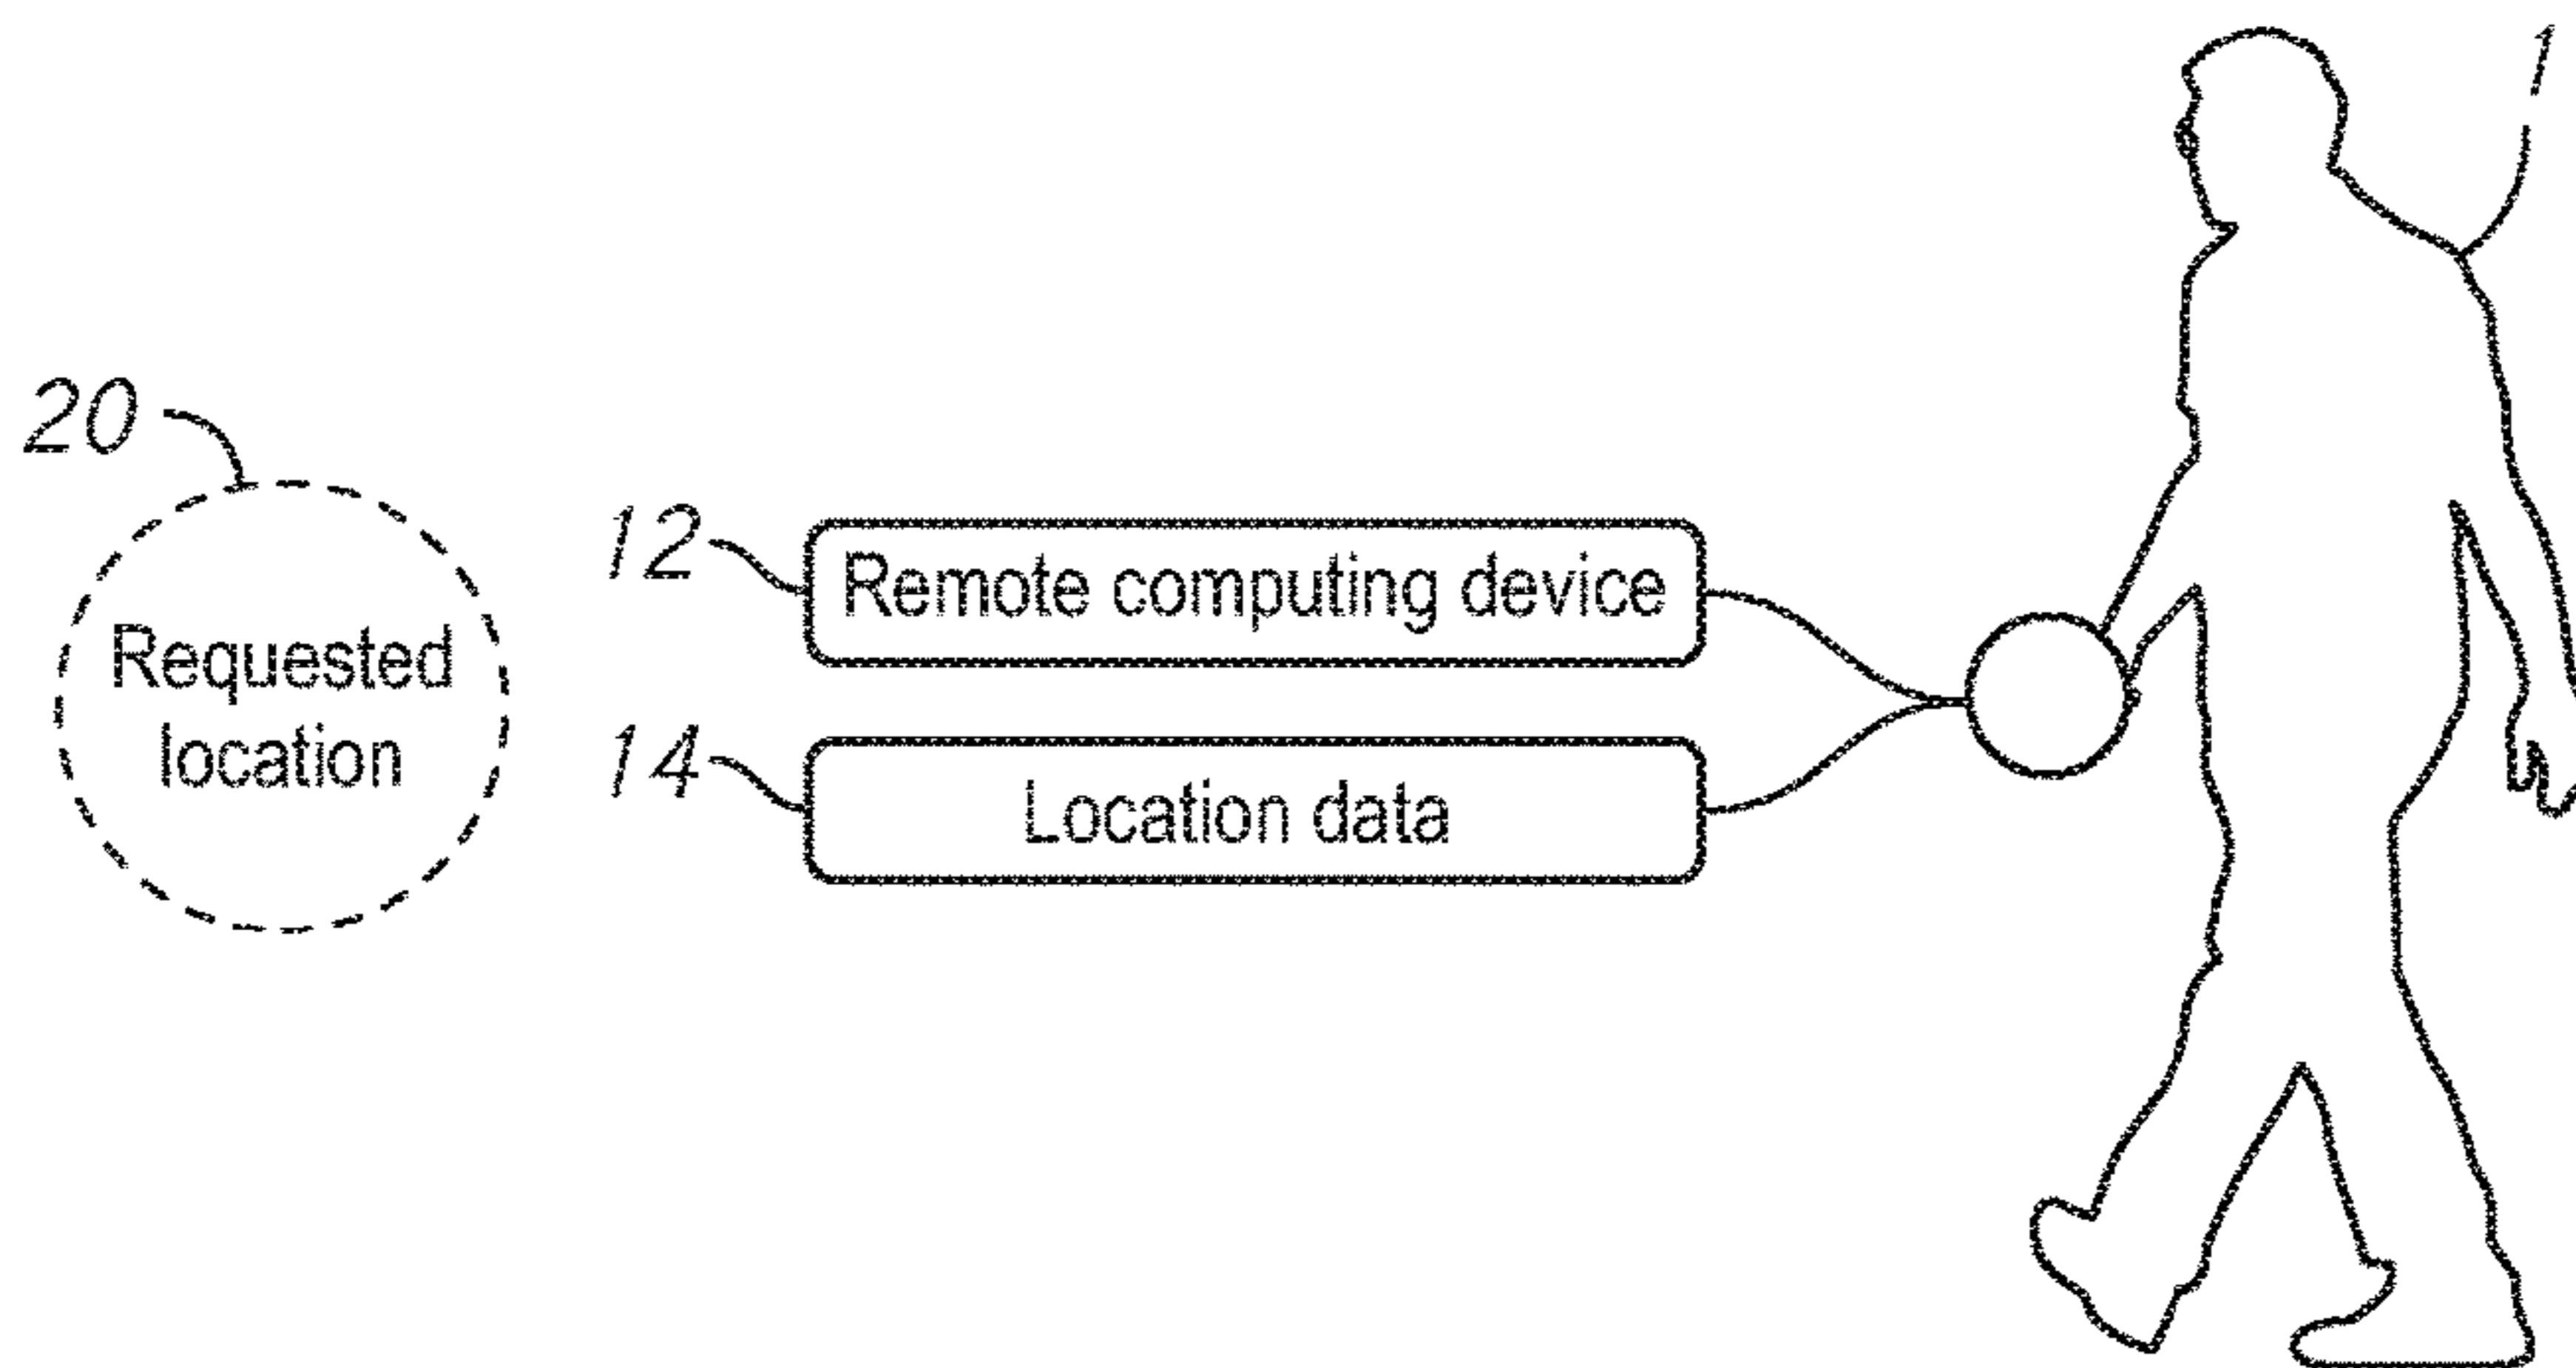 1
20
Requested
location
12
Remote computing device
14
Location data